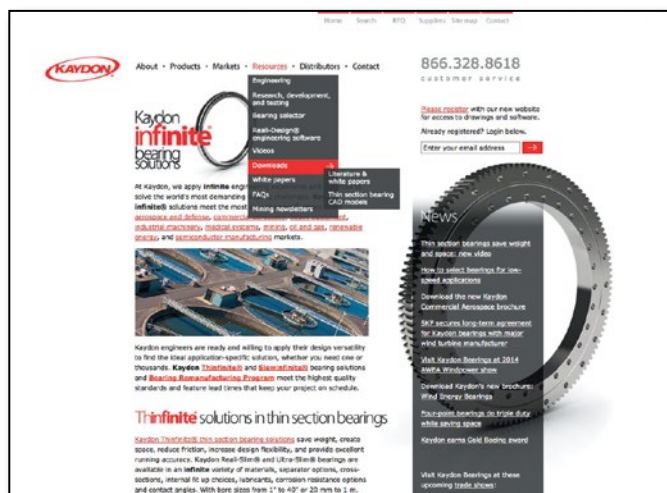 Home Search RFQ Supplies Site map Contact
KAYDON
About • Products • Markets • Resources • Distributors • Contact
866.328.8618
customer service
Engineering
Research, development,
and testing
Bearing selector
Reali-Design®
engineering software
Videos
Downloads →
White papers
FAQs
Mining newsletters
Literature &
white papers
Thin section bearing
CAD models
Please register with our new website
for access to drawings and software.
Already registered? Login below.
Enter your email address →
Kaydon
infinite®
bearing
solutions
At Kaydon, we apply infinite
solve the world's most demanding
infinite® solutions meet the most
aerospace and defense,
industrial machinery, medical systems, mining, oil and gas, renewable
energy, and semiconductor manufacturing markets.
Kaydon engineers are ready and willing to apply their design versatility
to find the ideal application-specific solution, whether you need one or
thousands. Kaydon Thinfinite® and Slewinfinite® bearing solutions
and Bearing Remanufacturing Program meet the highest quality
standards and feature lead times that keep your project on schedule.
Thinfinite solutions in thin section bearings
Kaydon Thinfinite® thin section bearing solutions save weight, create
space, reduce friction, increase design flexibility, and provide excellent
running accuracy. Kaydon Reali-Slim® and Ultra-Slim® bearings are
available in an infinite variety of materials, separator options, cross-
sections, internal fit up choices, lubricants, corrosion resistance options
and contact angles. With bore sizes from 1" to 40" or 20 mm to 1 m,
News
Thin section bearings save weight
and space: new video
How to select bearings for low-
speed applications
Download the new Kaydon
Commercial Aerospace brochure
SKF secures long-term agreement
for Kaydon bearings with major
wind turbine manufacturer
Visit Kaydon Bearings at 2014
AWEA Windpower show
Download Kaydon's new brochure:
Wind Energy Bearings
Four-point bearings do triple duty
while saving space
Kaydon earns Gold Boeing award
Visit Kaydon Bearings at these
upcoming trade shows: